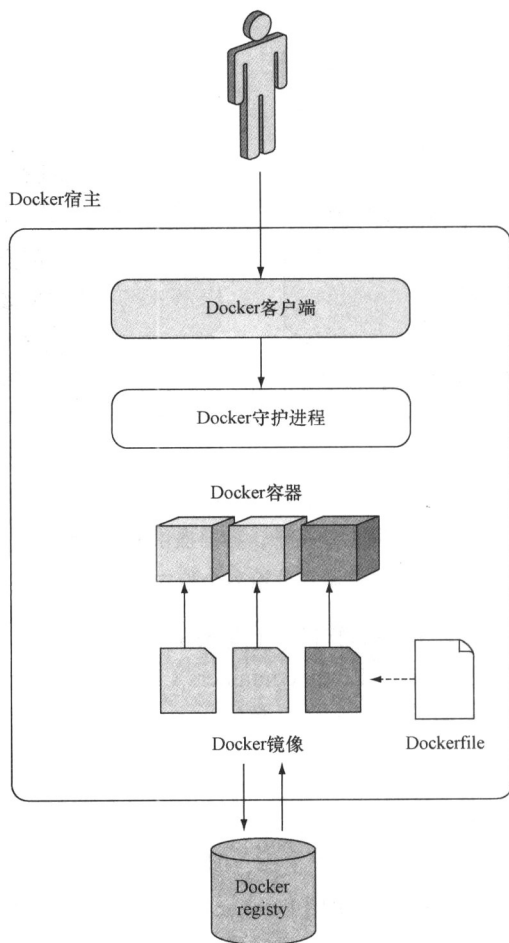 Docker宿主
Docker客户端
Docker守护进程
Docker容器
Docker镜像
Dockerfile
Docker
registy